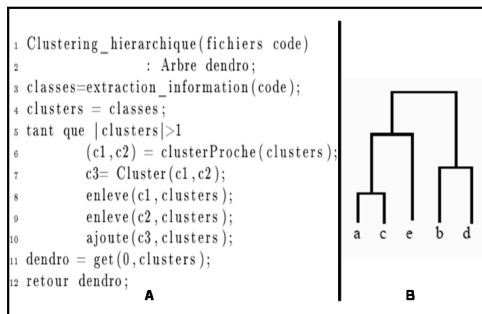 1 Clustering_hierarchique(fichiers code)
2 : Arbre dendro;
3 classes=extraction_information(code);
4 clusters = classes;
5 tant que |clusters|>1
6 (c1,c2) = clusterProche(clusters);
7 c3= Cluster(c1,c2);
8 enleve(c1,clusters);
9 enleve(c2,clusters);
10 ajoute(c3,clusters);
11 dendro = get(0,clusters);
12 retour dendro;
A
a c e b d
B